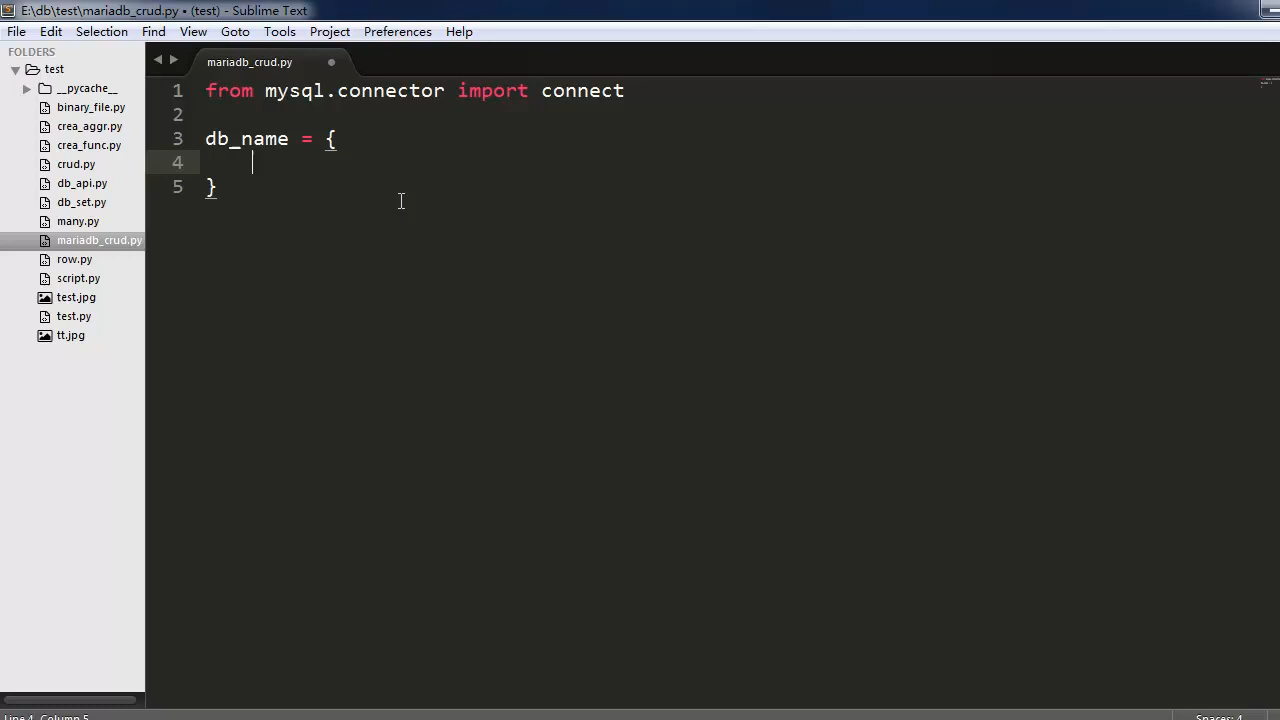 E:\db\test\mariadb_crud.py • (test) - Sublime Text
File Edit Selection Find View Goto Tools Project Preferences Help
FOLDERS
test
__pycache__
binary_file.py
crea_aggr.py
crea_func.py
crud.py
db_api.py
db_set.py
many.py
mariadb_crud.py
row.py
script.py
test.jpg
test.py
tt.jpg
mariadb_crud.py
1 from mysql.connector import connect
2
3 db_name = {
4
5 }
Line 4, Column 5
Spaces: 4